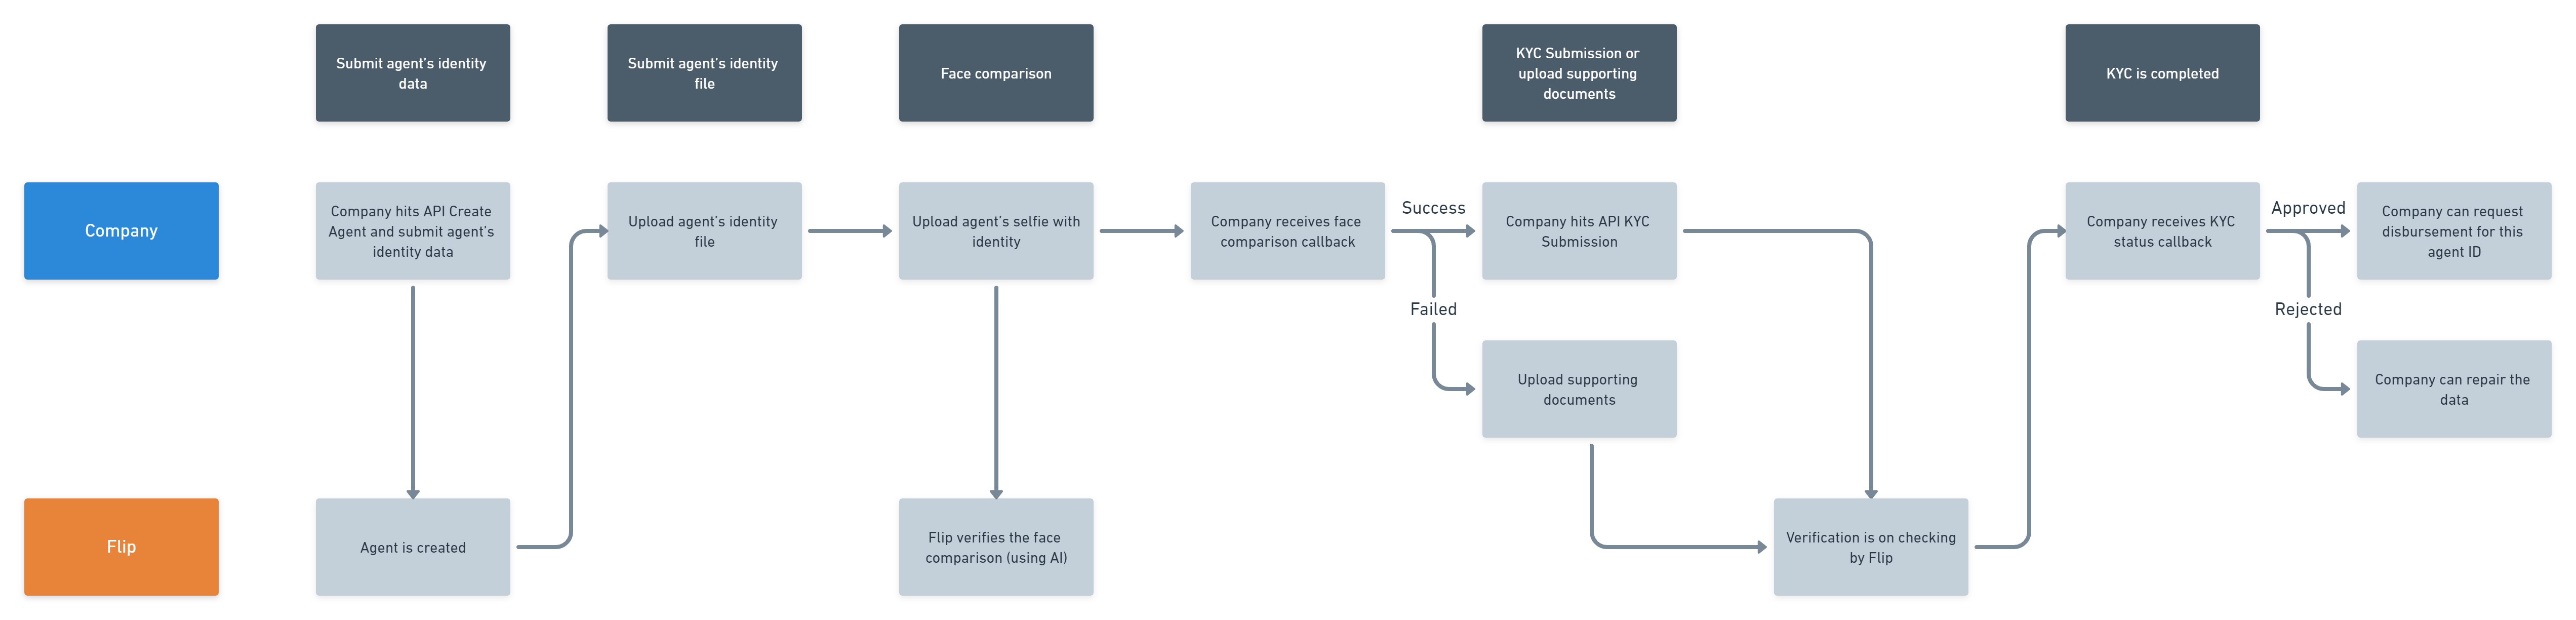 Submit agent's identity
data
Submit agent's identity
file
Face comparison
KYC Submission or
upload supporting
documents
KYC is completed
Company
Company hits API Create
Agent and submit agent's
identity data
Upload agent's identity
file
Upload agent's selfie with
identity
Company receives face
comparison callback
Success
Company hits API KYC
Submission
Company receives KYC
status callback
Approved
Company can request
disbursement for this
agent ID
Failed
Rejected
Upload supporting
documents
Company can repair the
data
Flip
Agent is created
Flip verifies the face
comparison (using AI)
Verification is on checking
by Flip